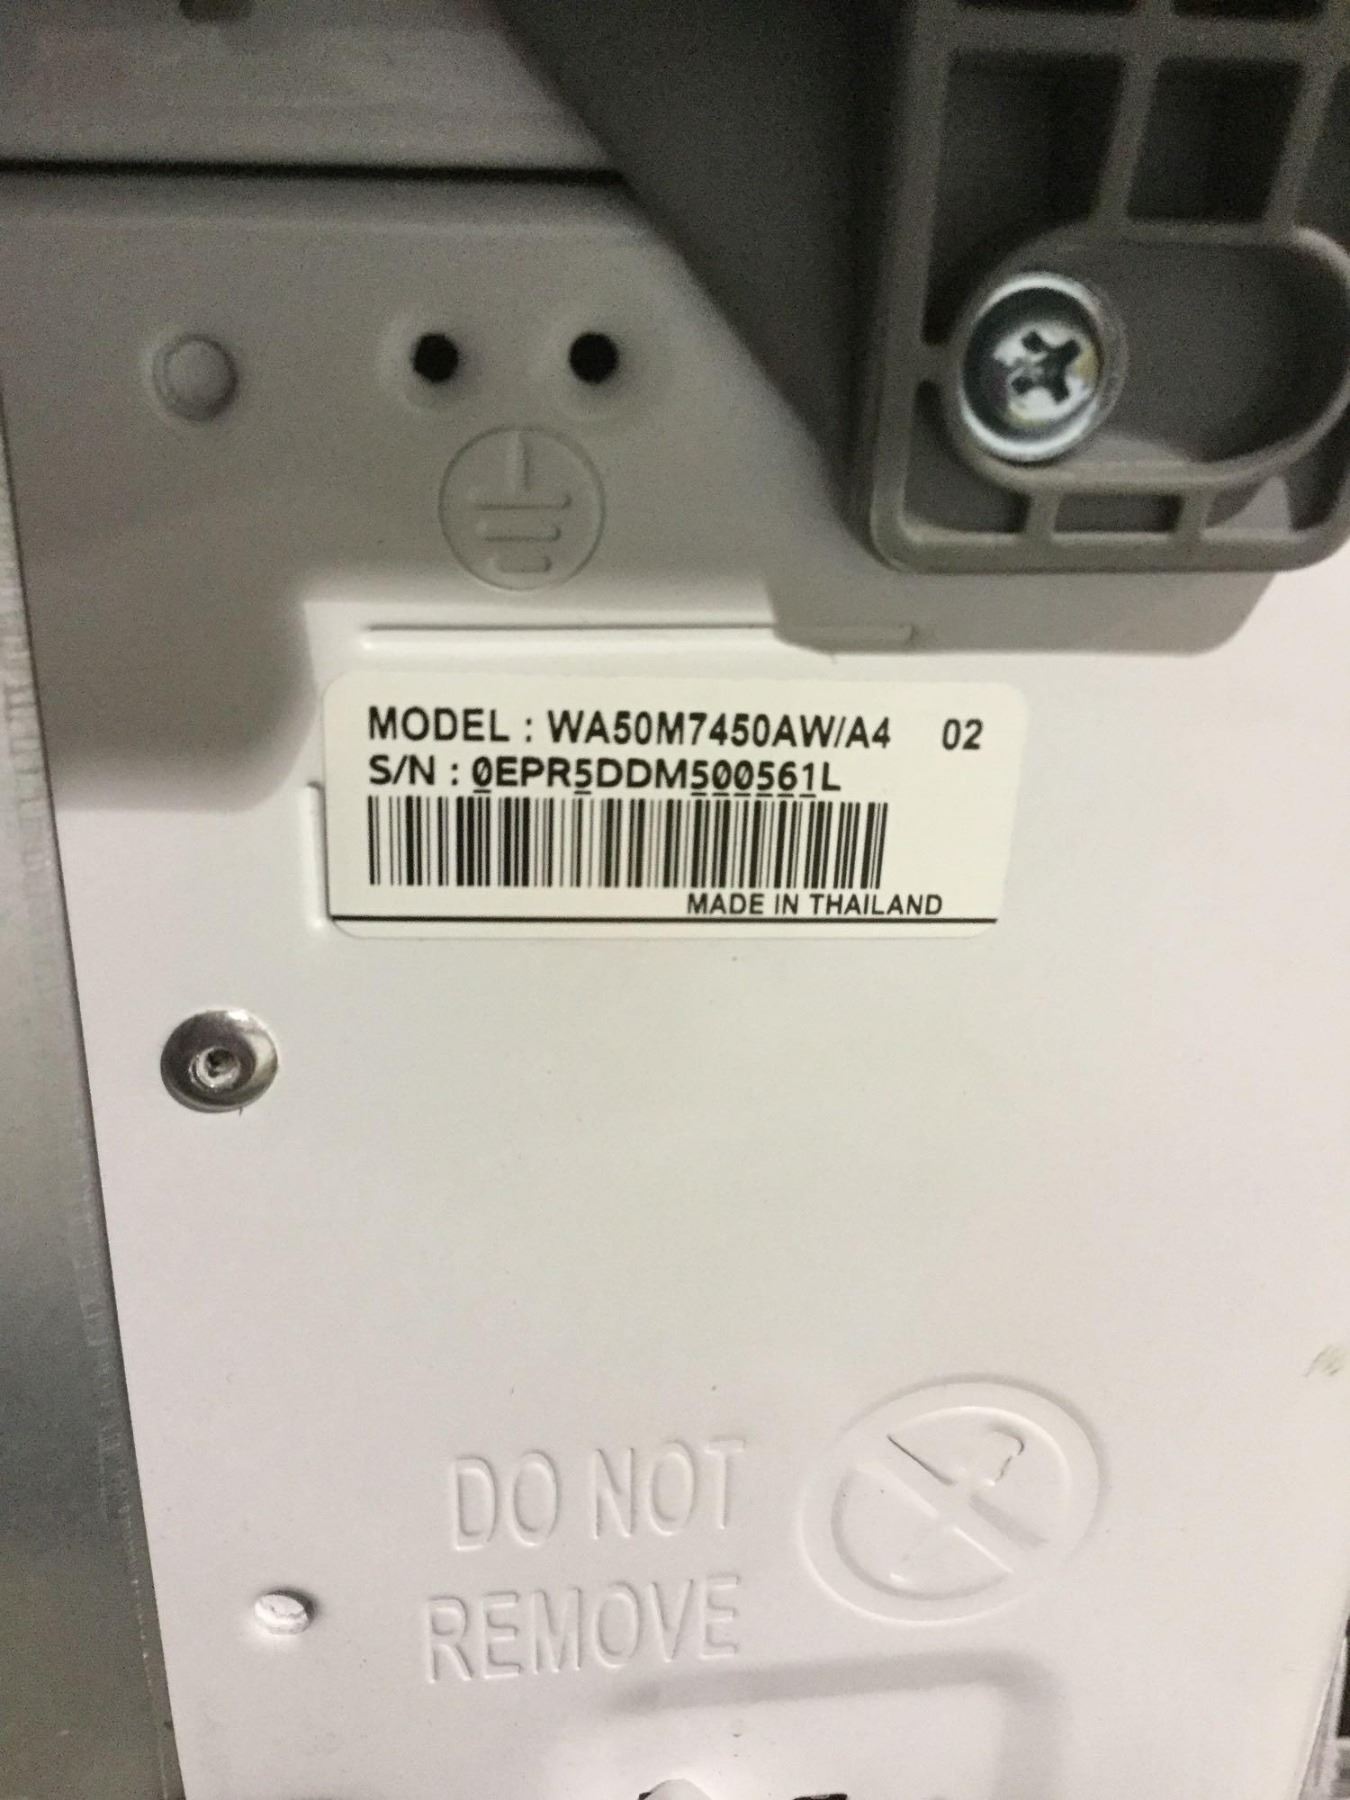 MODEL : WA50M7450AW/A4 02
S/N : 0EPR5DDM500561L
MADE IN THAILAND
DO NOT
REMOVE